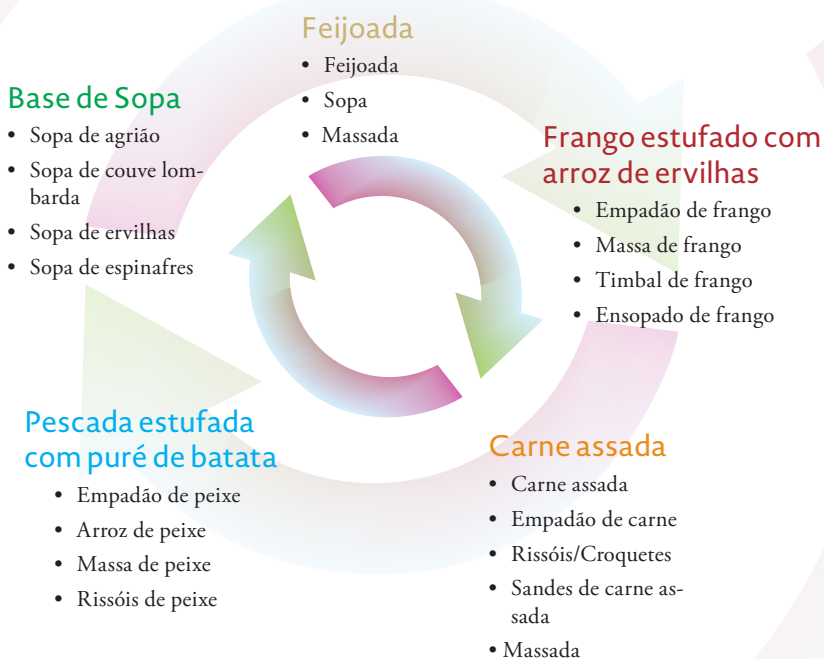 Feijoada
• Feijoada
• Sopa
• Massada
Base de Sopa
• Sopa de agrião
• Sopa de couve lom-
barda
• Sopa de ervilhas
• Sopa de espinafres
Frango estufado com
arroz de ervilhas
• Empadão de frango
• Massa de frango
• Timbal de frango
• Ensopado de frango
Pescada estufada
com puré de batata
• Empadão de peixe
• Arroz de peixe
• Massa de peixe
• Rissóis de peixe
Carne assada
• Carne assada
• Empadão de carne
• Rissóis/Croquetes
• Sandes de carne as-
sada
• Massada